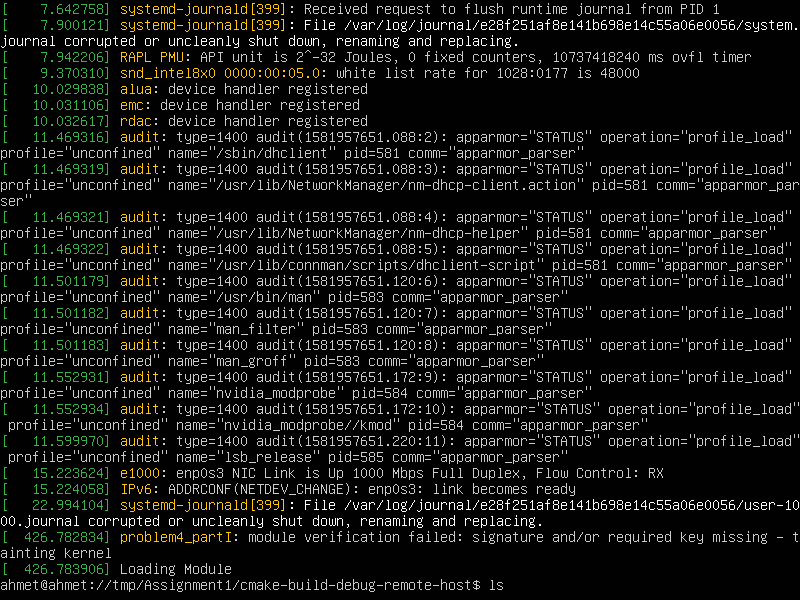 [    7.642758] systemd-journald[399]: Received request to flush runtime journal from PID 1
[    7.900121] systemd-journald[399]: File /var/log/journal/e28f251af8e141b698e14c55a06e0056/system.
journal corrupted or uncleanly shut down, renaming and replacing.
[    7.942206] RAPL PMU: API unit is 2^-32 Joules, 0 fixed counters, 10737418240 ms ovfl timer
[    9.370310] snd_intel8x0 0000:00:05.0: white list rate for 1028:0177 is 48000
[   10.029838] alua: device handler registered
[   10.031106] emc: device handler registered
[   10.032617] rdac: device handler registered
[   11.469316] audit: type=1400 audit(1581957651.088:2): apparmor="STATUS" operation="profile_load"
profile="unconfined" name="/sbin/dhclient" pid=581 comm="apparmor_parser"
[   11.469319] audit: type=1400 audit(1581957651.088:3): apparmor="STATUS" operation="profile_load"
profile="unconfined" name="/usr/lib/NetworkManager/nm-dhcp-client.action" pid=581 comm="apparmor_par
ser"
[   11.469321] audit: type=1400 audit(1581957651.088:4): apparmor="STATUS" operation="profile_load"
profile="unconfined" name="/usr/lib/NetworkManager/nm-dhcp-helper" pid=581 comm="apparmor_parser"
[   11.469322] audit: type=1400 audit(1581957651.088:5): apparmor="STATUS" operation="profile_load"
profile="unconfined" name="/usr/lib/connman/scripts/dhclient-script" pid=581 comm="apparmor_parser"
[   11.501179] audit: type=1400 audit(1581957651.120:6): apparmor="STATUS" operation="profile_load"
profile="unconfined" name="/usr/bin/man" pid=583 comm="apparmor_parser"
[   11.501182] audit: type=1400 audit(1581957651.120:7): apparmor="STATUS" operation="profile_load"
profile="unconfined" name="man_filter" pid=583 comm="apparmor_parser"
[   11.501183] audit: type=1400 audit(1581957651.120:8): apparmor="STATUS" operation="profile_load"
profile="unconfined" name="man_groff" pid=583 comm="apparmor_parser"
[   11.552931] audit: type=1400 audit(1581957651.172:9): apparmor="STATUS" operation="profile_load"
profile="unconfined" name="nvidia_modprobe" pid=584 comm="apparmor_parser"
[   11.552934] audit: type=1400 audit(1581957651.172:10): apparmor="STATUS" operation="profile_load"
 profile="unconfined" name="nvidia_modprobe//kmod" pid=584 comm="apparmor_parser"
[   11.599970] audit: type=1400 audit(1581957651.220:11): apparmor="STATUS" operation="profile_load"
 profile="unconfined" name="lsb_release" pid=585 comm="apparmor_parser"
[   15.223624] e1000: enp0s3 NIC Link is Up 1000 Mbps Full Duplex, Flow Control: RX
[   15.224058] IPv6: ADDRCONF(NETDEV_CHANGE): enp0s3: link becomes ready
[   22.994104] systemd-journald[399]: File /var/log/journal/e28f251af8e141b698e14c55a06e0056/user-10
00.journal corrupted or uncleanly shut down, renaming and replacing.
[  426.782834] problem4_partI: module verification failed: signature and/or required key missing - t
ainting kernel
[  426.783906] Loading Module
ahmet@ahmet://tmp/Assignment1/cmake-build-debug-remote-host$ ls